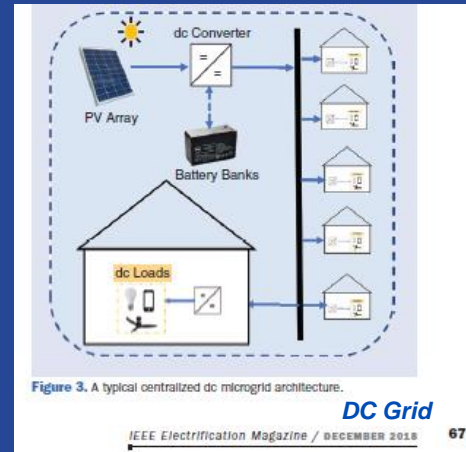 dc Converter
PV Array
Battery Banks
dc Loads
Figure 3. A typical centralized dc microgrid architecture.
DC Grid
IEEE Electrification Magazine / DECEMBER 2018 67